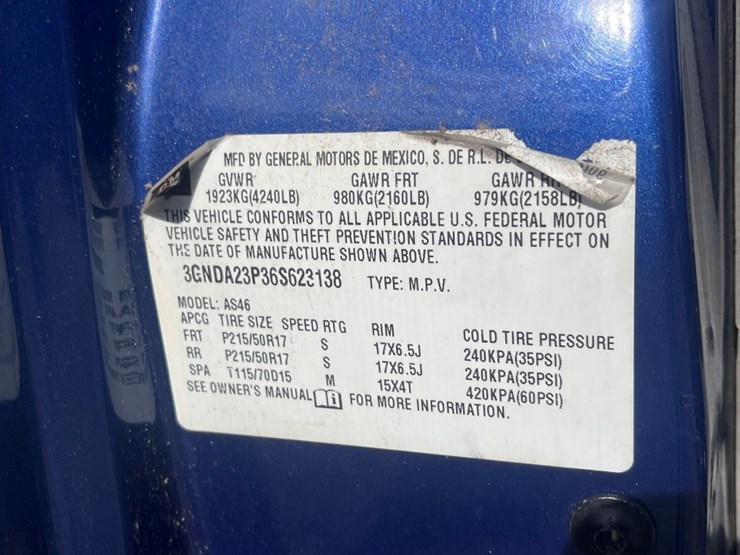 GM
MFD BY GENERAL MOTORS DE MEXICO, S. DE R.L. DE
GVWR GAWR FRT GAWR RR
1923KG(4240LB) 980KG(2160LB) 979KG(2158LB)
THIS VEHICLE CONFORMS TO ALL APPLICABLE U.S. FEDERAL MOTOR
VEHICLE SAFETY AND THEFT PREVENTION STANDARDS IN EFFECT ON
THE DATE OF MANUFACTURE SHOWN ABOVE.
3GNDA23P36S623138 TYPE: M.P.V.
MODEL: AS46
APCG TIRE SIZE SPEED RTG RIM COLD TIRE PRESSURE
FRT P215/50R17 S 17X6.5J 240KPA(35PSI)
RR P215/50R17 S 17X6.5J 240KPA(35PSI)
SPA T115/70D15 M 15X4T 420KPA(60PSI)
SEE OWNER'S MANUAL i FOR MORE INFORMATION.